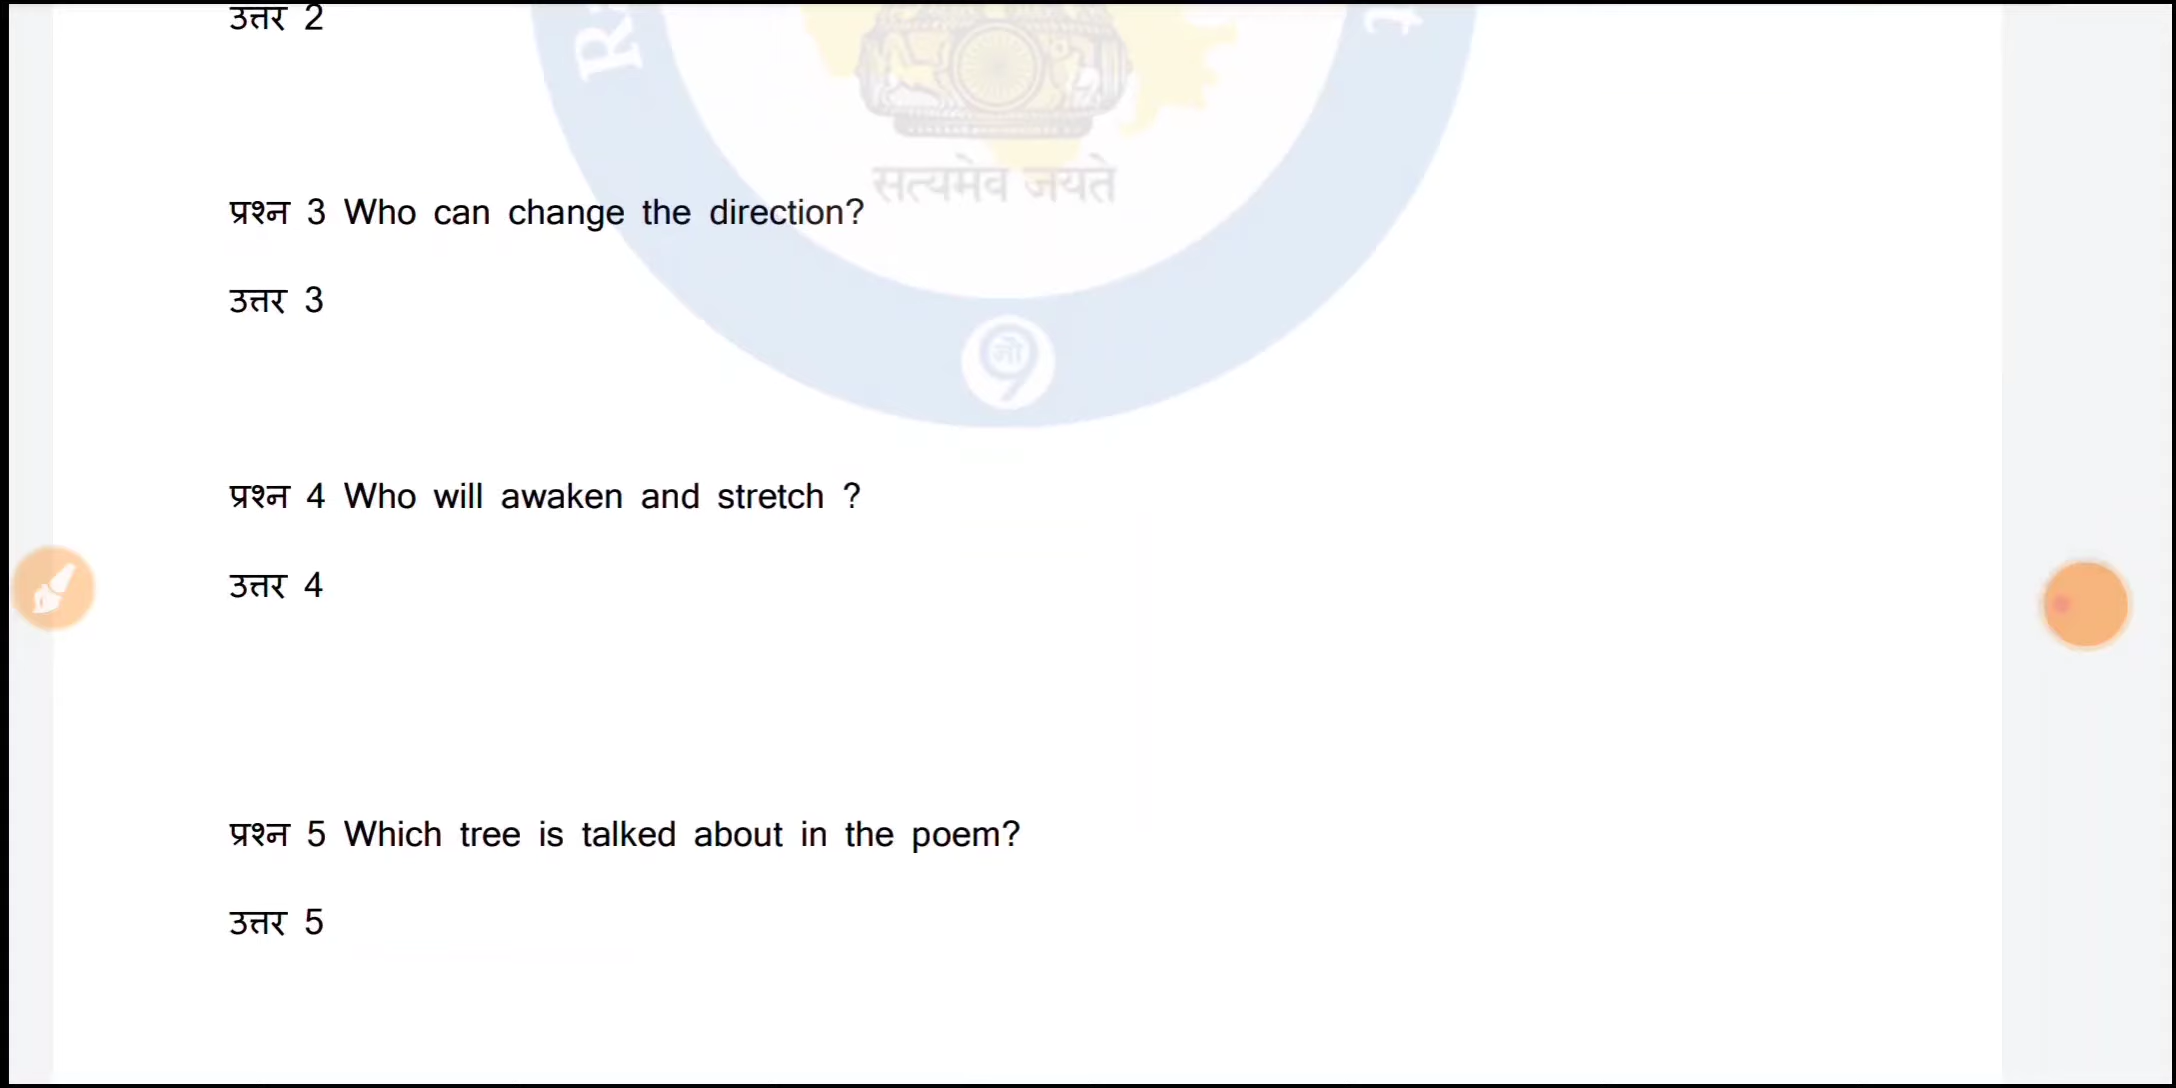 उत्तर 2
सत्यमेव जयते
प्रश्न 3 Who can change the direction?
उत्तर 3
नौ
9
प्रश्न 4 Who will awaken and stretch ?
उत्तर 4
प्रश्न 5 Which tree is talked about in the poem?
उत्तर 5